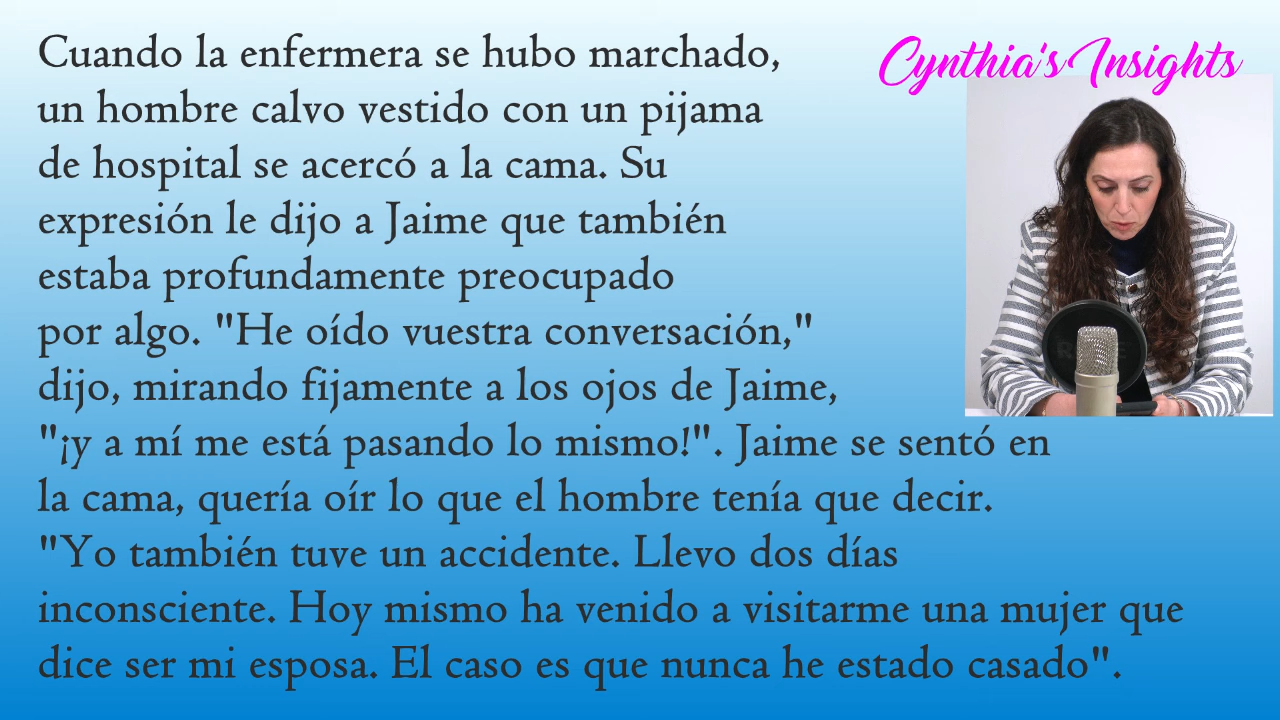 Cuando la enfermera se hubo marchado,
un hombre calvo vestido con un pijama
de hospital se acercó a la cama. Su
expresión le dijo a Jaime que también
estaba profundamente preocupado
por algo. "He oído vuestra conversación,"
dijo, mirando fijamente a los ojos de Jaime,
"¡y a mí me está pasando lo mismo!". Jaime se sentó en
la cama, quería oír lo que el hombre tenía que decir.
"Yo también tuve un accidente. Llevo dos días
inconsciente. Hoy mismo ha venido a visitarme una mujer que
dice ser mi esposa. El caso es que nunca he estado casado".
Cynthia's Insights